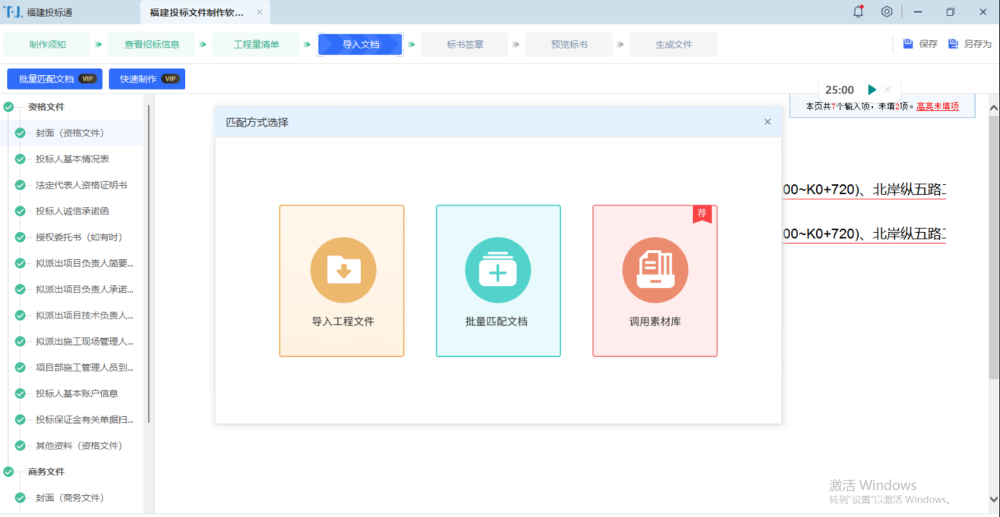 福建投标通
福建投标文件制作软... ×
制作须知
查看招标信息
工程量清单
导入文档
标书签章
预览标书
生成文件
保存
另存为
批量匹配文档 VIP
快速制作 VIP
25:00
本页共7个输入项，未填2项。高亮未填项
资格文件
封面（资格文件）
投标人基本情况表
法定代表人资格证明书
投标人诚信承诺函
授权委托书（如有时）
拟派出项目负责人简要...
拟派出项目负责人承诺...
拟派出项目技术负责人...
拟派出施工现场管理人...
项目部施工管理人员到...
投标人基本账户信息
投标保证金有关单据扫...
其他资料（资格文件）
商务文件
封面（商务文件）
匹配方式选择
导入工程文件
批量匹配文档
荐
调用素材库
00~K0+720)、北岸纵五路
00~K0+720)、北岸纵五路
激活 Windows
转到"设置"以激活 Windows。